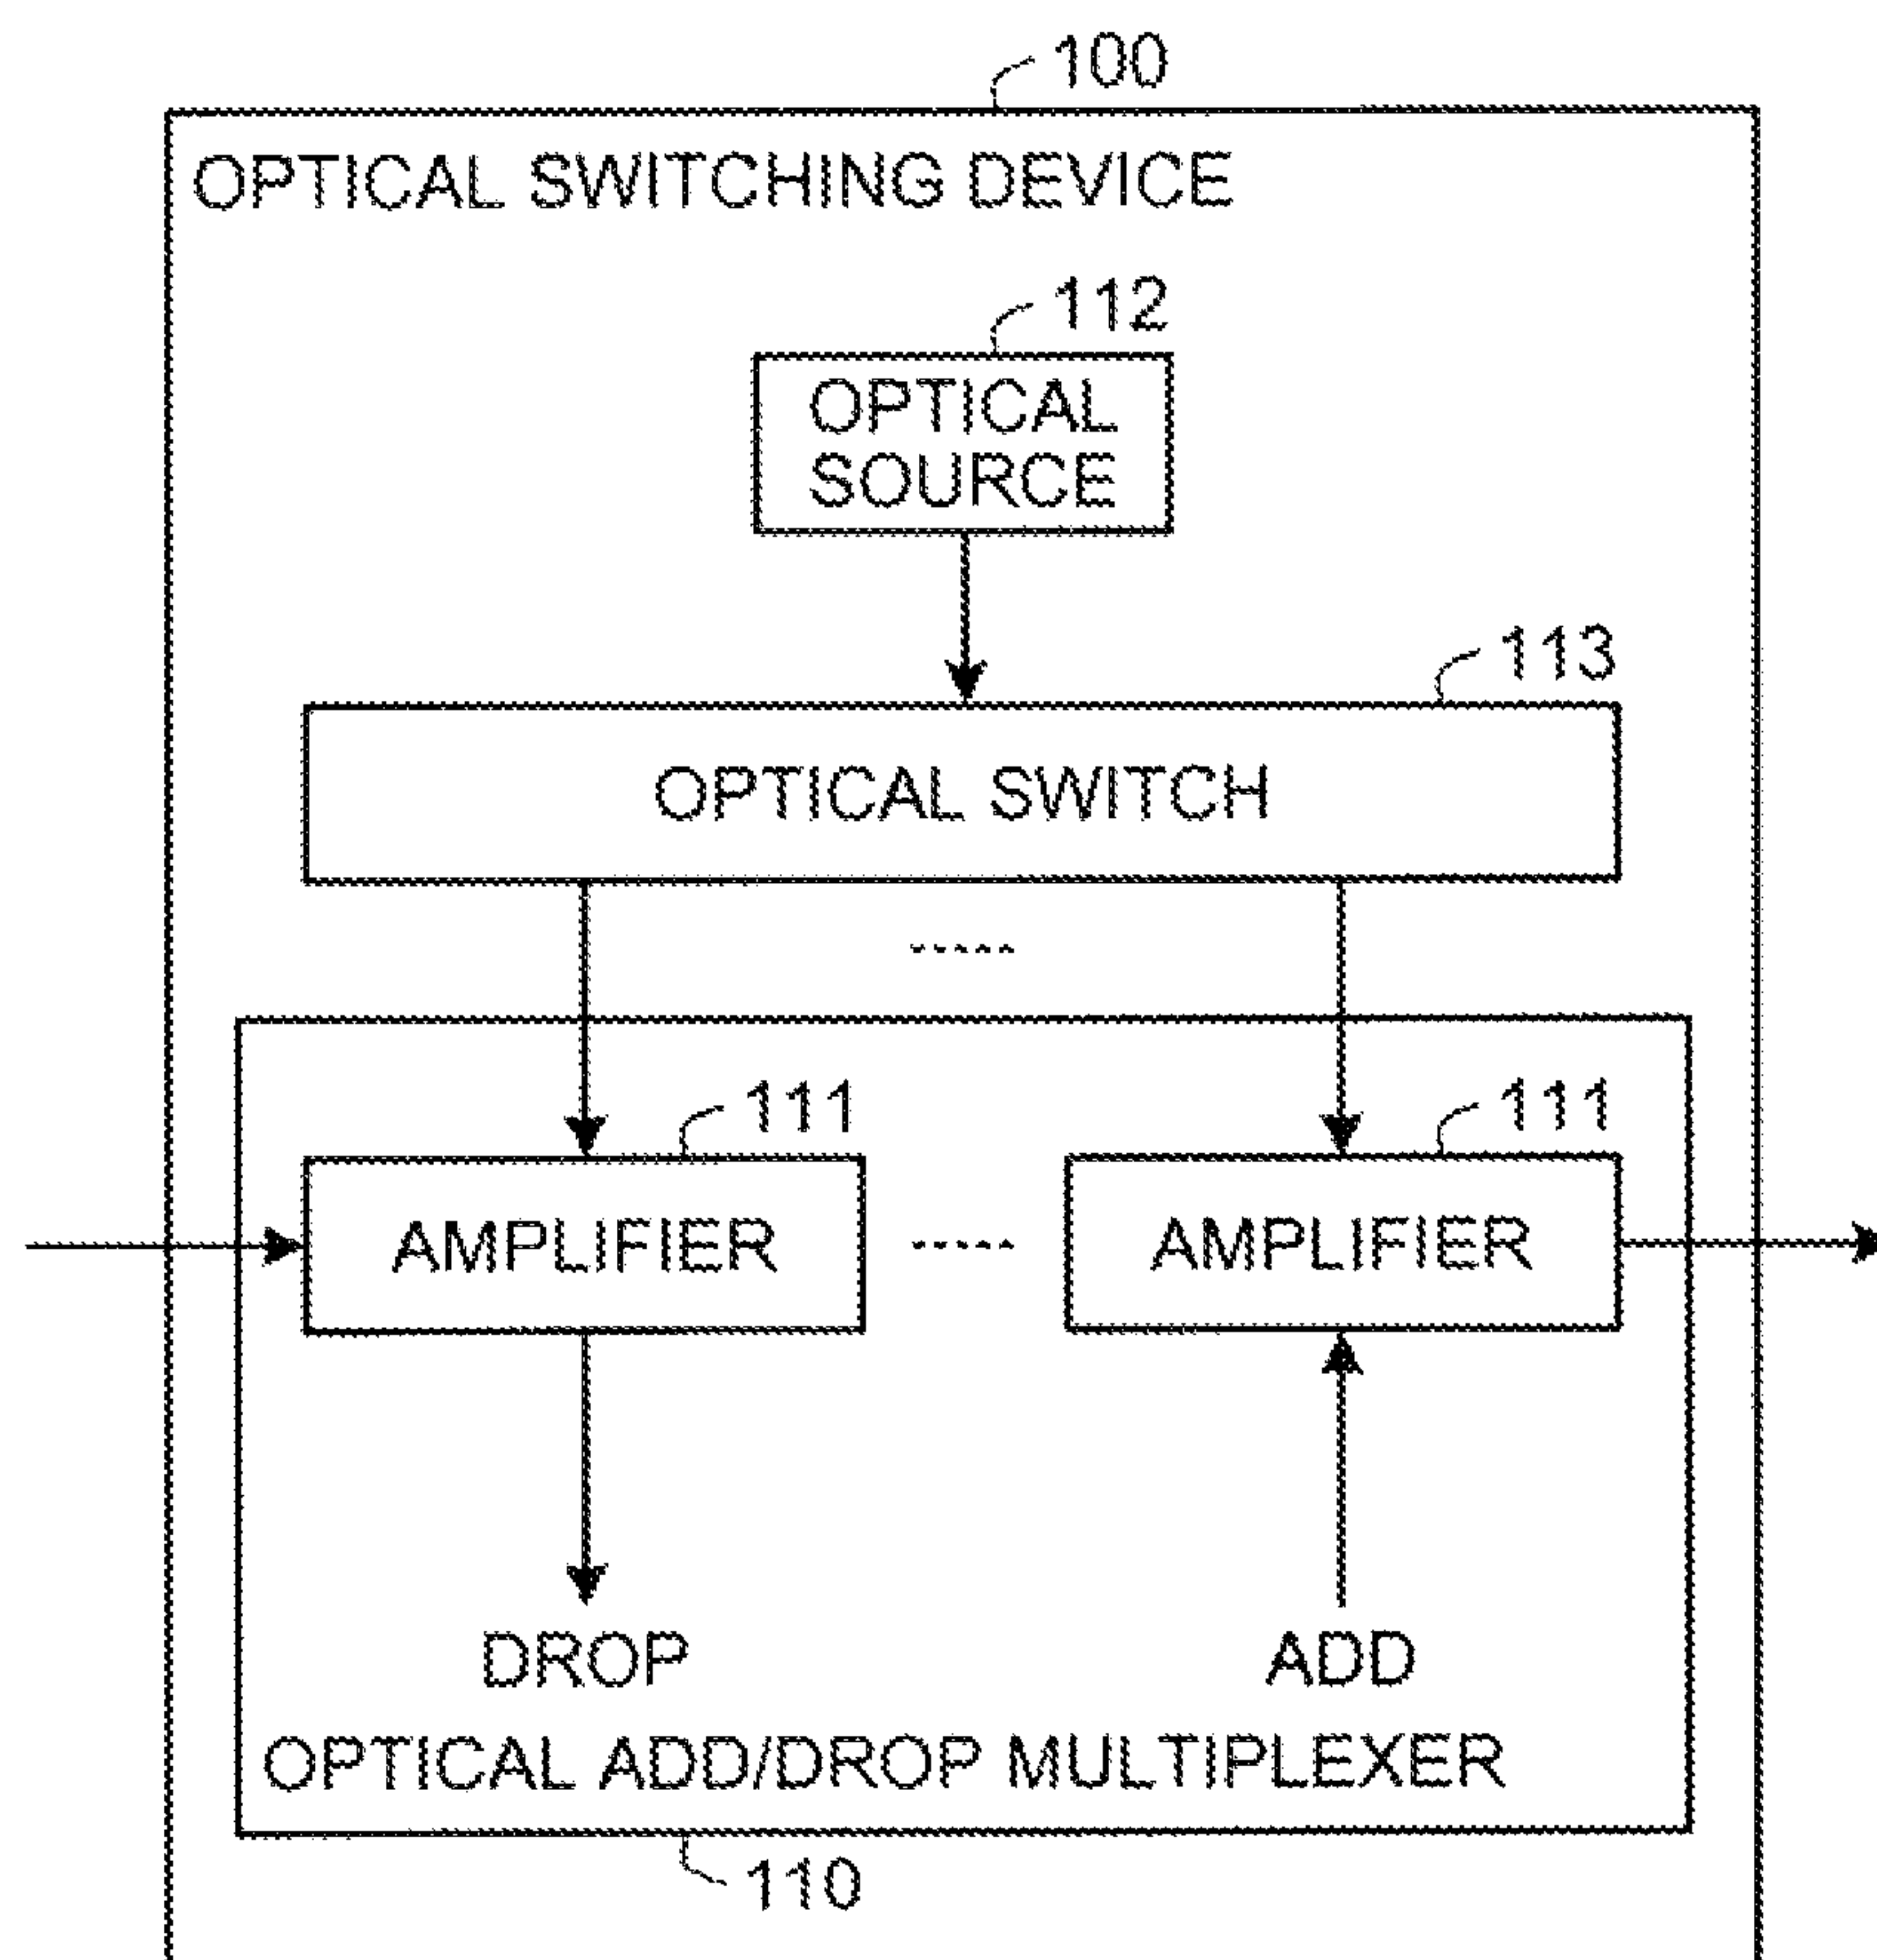 100
OPTICAL SWITCHING DEVICE
112
OPTICAL
SOURCE
113
OPTICAL SWITCH
111
111
AMPLIFIER
AMPLIFIER
DROP
ADD
OPTICAL ADD/DROP MULTIPLEXER
110